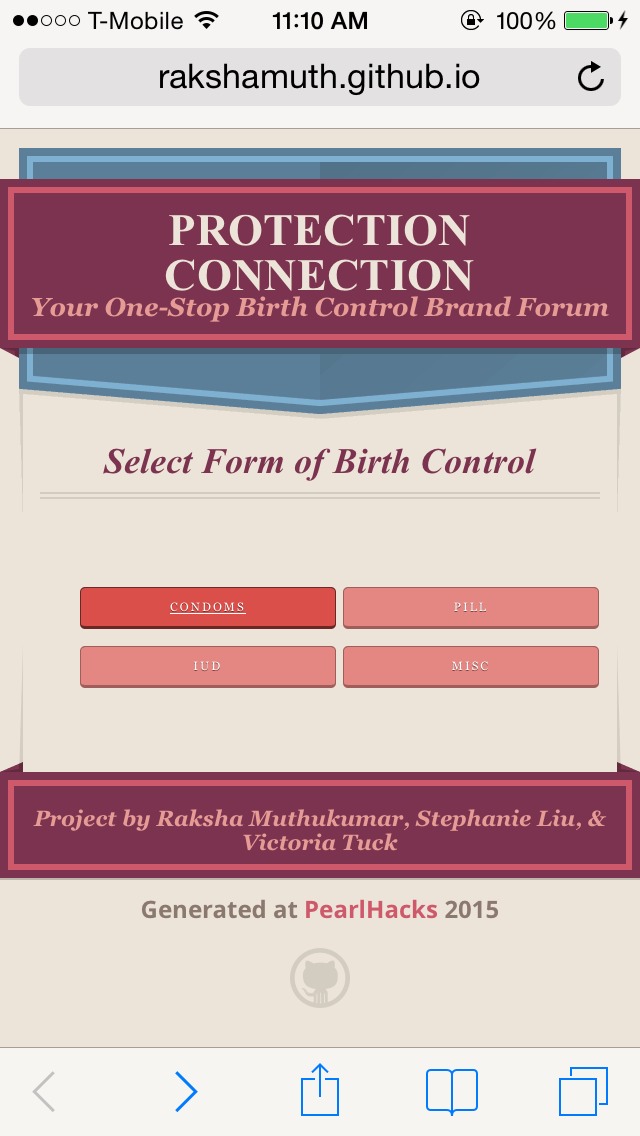 T-Mobile 11:10 AM 100%
rakshamuth.github.io
PROTECTION
CONNECTION
Your One-Stop Birth Control Brand Forum
Select Form of Birth Control
CONDOMS PILL
IUD MISC
Project by Raksha Muthukumar, Stephanie Liu, &
Victoria Tuck
Generated at PearlHacks 2015